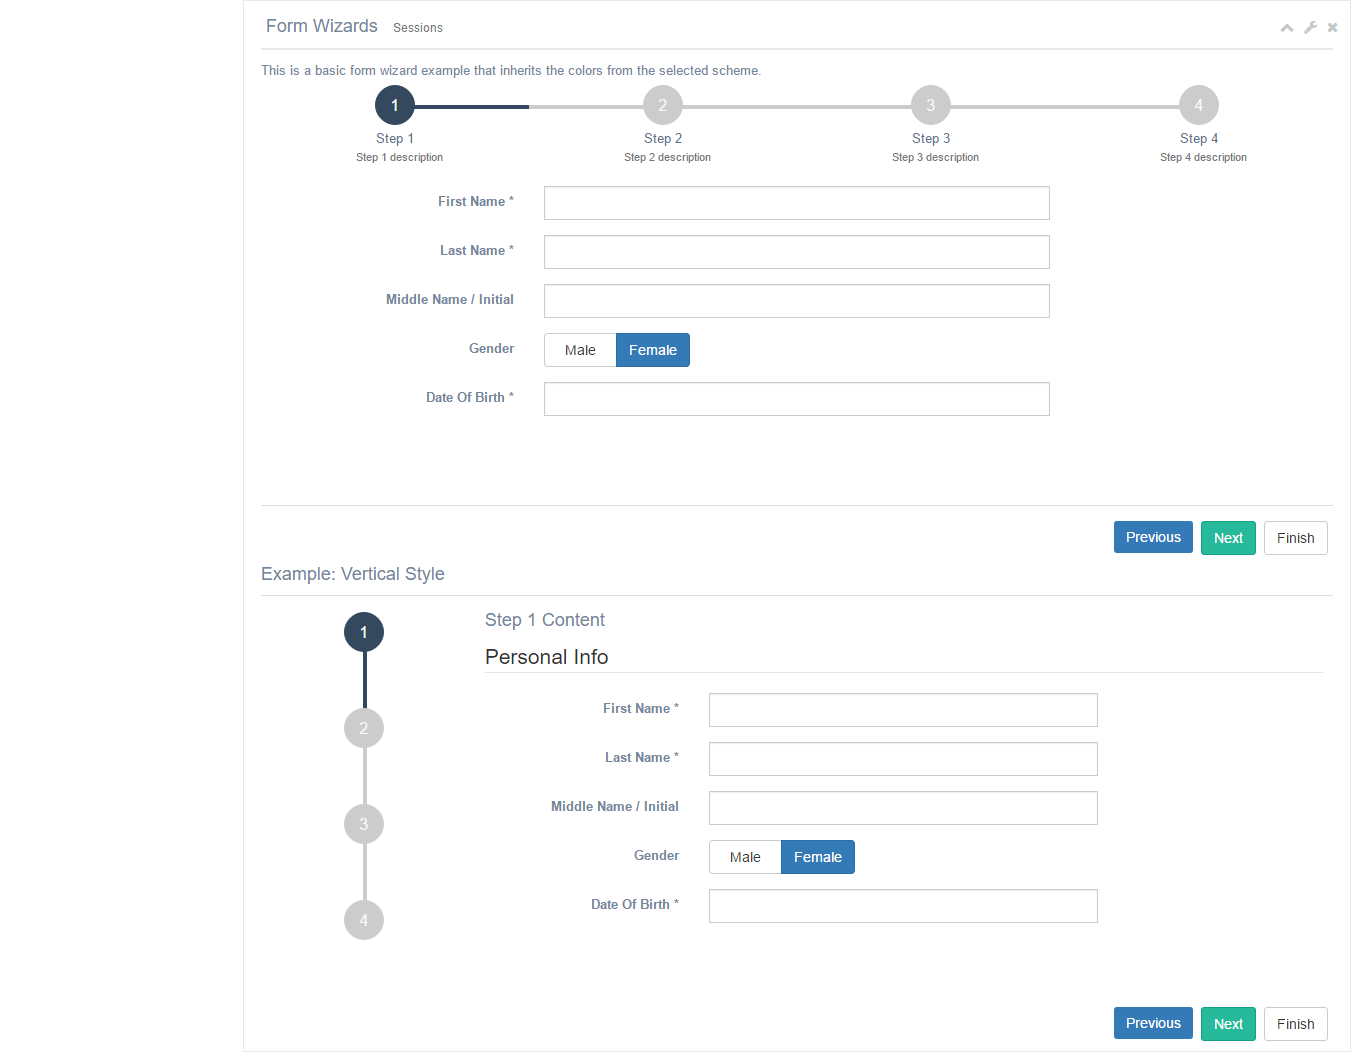 Form Wizards Sessions
This is a basic form wizard example that inherits the colors from the selected scheme.
1 2 3 4
Step 1 Step 2 Step 3 Step 4
Step 1 description Step 2 description Step 3 description Step 4 description
First Name *
Last Name *
Middle Name / Initial
Gender Male Female
Date Of Birth *
Previous Next Finish
Example: Vertical Style
1
2
3
4
Step 1 Content
Personal Info
First Name *
Last Name *
Middle Name / Initial
Gender Male Female
Date Of Birth *
Previous Next Finish